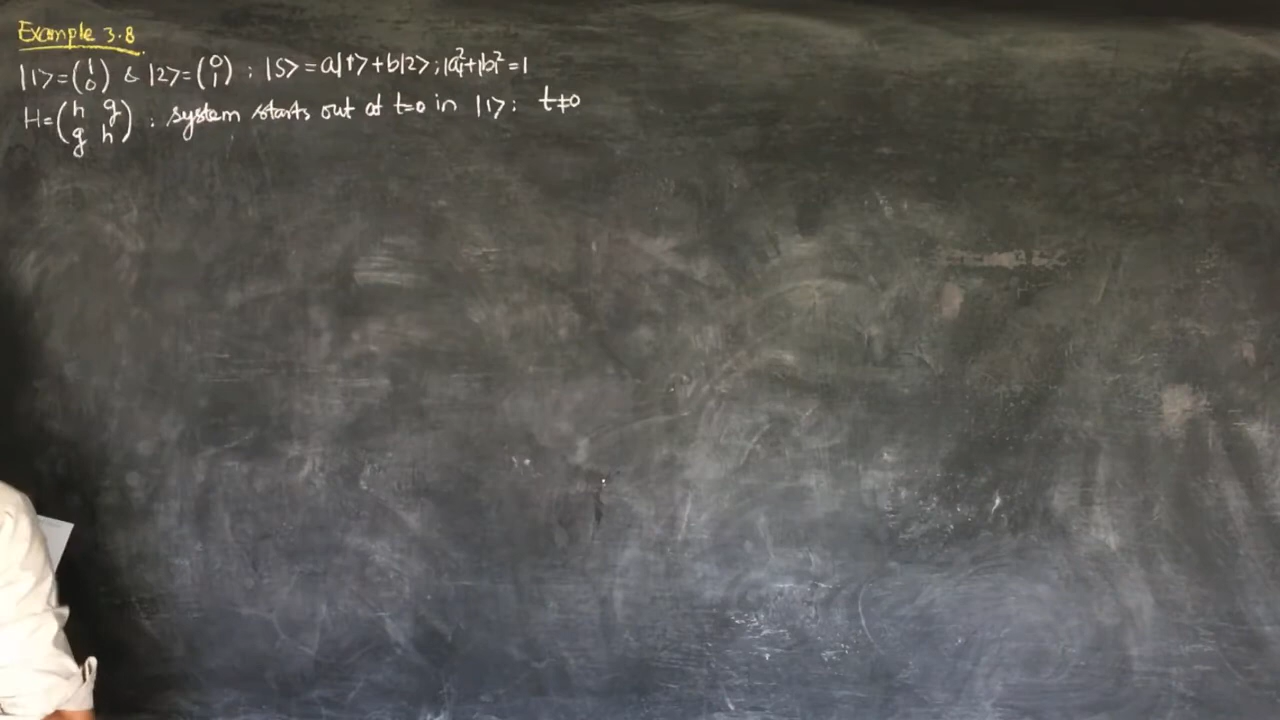 Example 3.8
|1>=(1 0) & |2>=(0 1) ; |S>=a|1>+b|2>; |a|²+|b|²=1
H=(h g g h) : system starts out at t=0 in |1>: t≠0